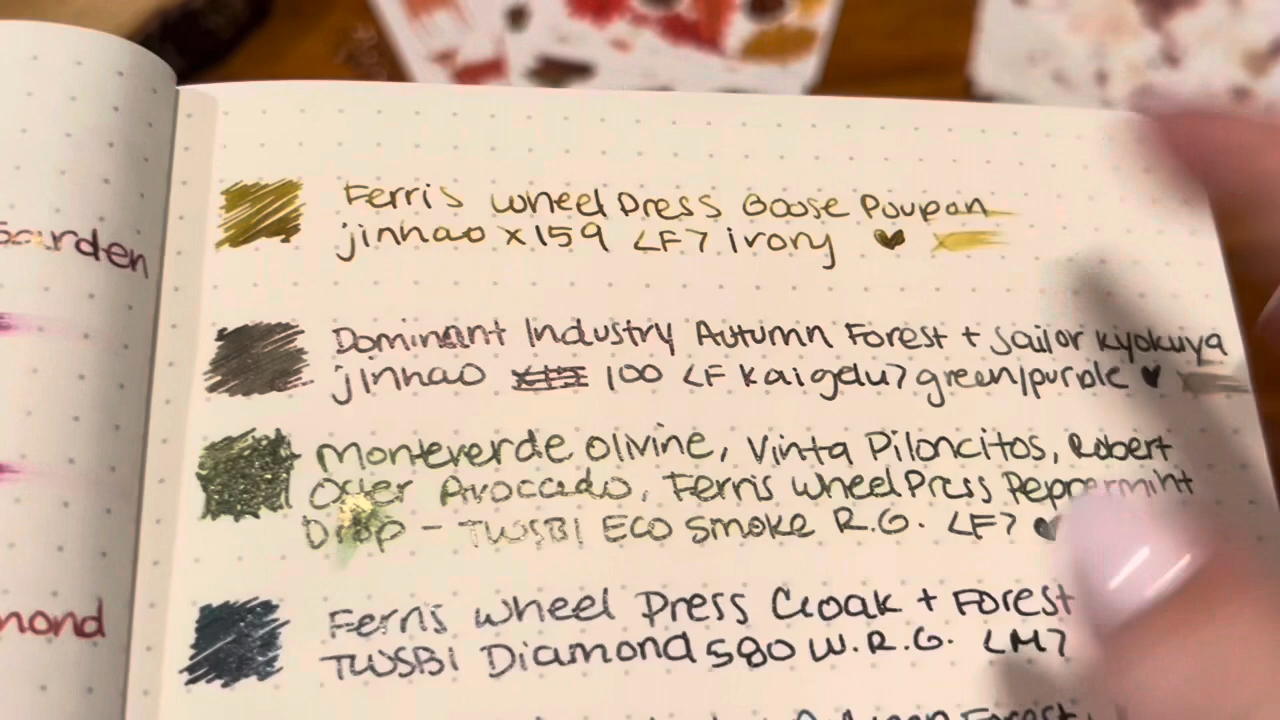 Garden
mond
Ferris Wheel Press Goose Poupon
jinhao x159 <F> ivory
Dominant Industry Autumn Forest + Sailor Kyokuya
jinhao 100 <F Kaigelu> green/purple
Monteverde Olivine, Vinta Piloncitos, Robert
Oster Avocado, Ferris Wheel Press Peppermint
Drop - TWSBI ECO Smoke R.G. <F>
Ferris Wheel Press Cloak + Forest
TWSBI Diamond 580 W.R.G. <M>
Forest,